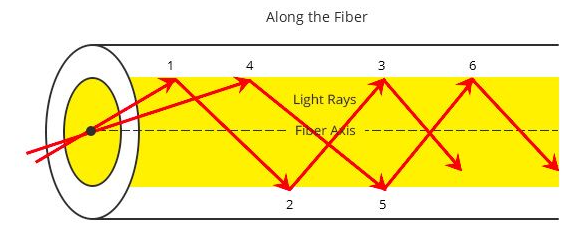 Along the Fiber
1 4 3 6
Light Rays
Fiber Axis
2 5